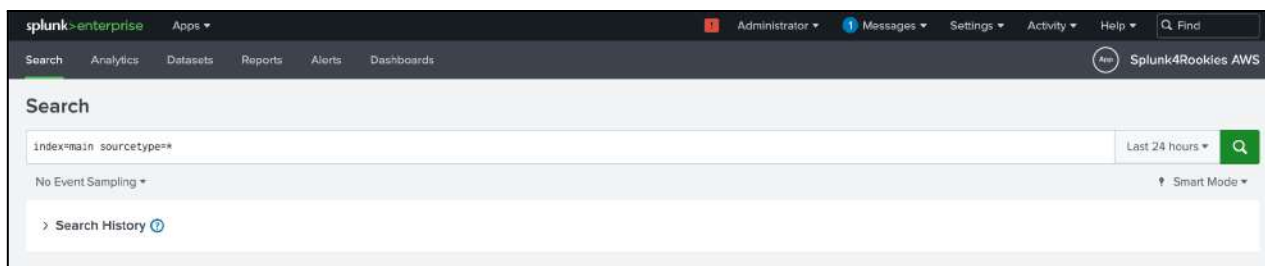 splunk>enterprise Apps ▾ ! Administrator ▾ 1 Messages ▾ Settings ▾ Activity ▾ Help ▾ Find
Search Analytics Datasets Reports Alerts Dashboards App Splunk4Rookies AWS
Search
index=main sourcetype=* Last 24 hours ▾
No Event Sampling ▾ Smart Mode ▾
> Search History ?